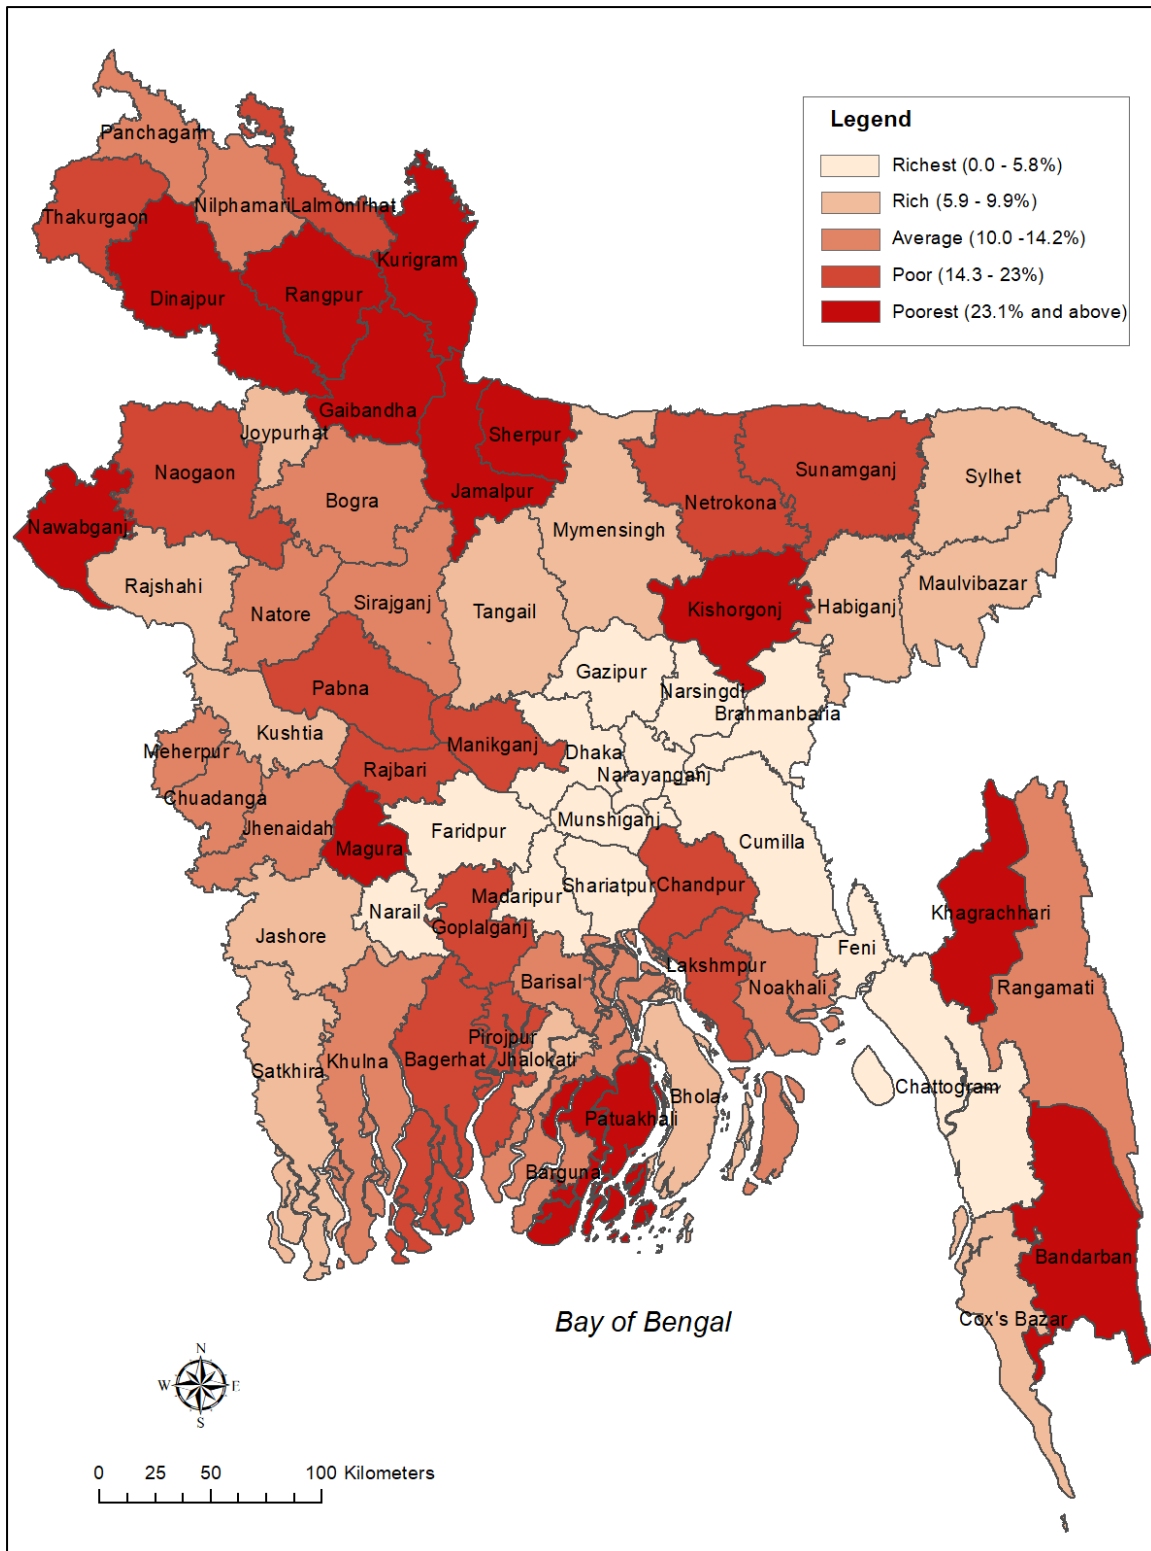 Legend
Richest (0.0 - 5.8%)
Rich (5.9 - 9.9%)
Average (10.0 -14.2%)
Poor (14.3 - 23%)
Poorest (23.1% and above)
Panchagam
Thakurgaon
Nilphamari
Lalmonirhat
Kurigram
Dinajpur
Rangpur
Gaibandha
Joypurhat
Sherpur
Naogaon
Bogra
Jamalpur
Netrokona
Sunamganj
Sylhet
Nawabganj
Mymensingh
Rajshahi
Natore
Sirajganj
Tangail
Kishorgonj
Habiganj
Maulvibazar
Gazipur
Pabna
Narsingdi
Brahmanbaria
Kushtia
Meherpur
Manikganj
Dhaka
Rajbari
Narayanganj
Chuadanga
Jhenaidah
Magura
Faridpur
Munshiganj
Cumilla
Narail
Madaripur
Shariatpur
Chandpur
Khagrachhari
Goplalganj
Jashore
Feni
Barisal
Lakshmpur
Noakhali
Rangamati
Pirojpur
Satkhira
Khulna
Bagerhat
Jhalokati
Chattogram
Bhola
Patuakhali
Barguna
Bandarban
Cox's Bazar
Bay of Bengal
N
W E
S
0 25 50 100 Kilometers